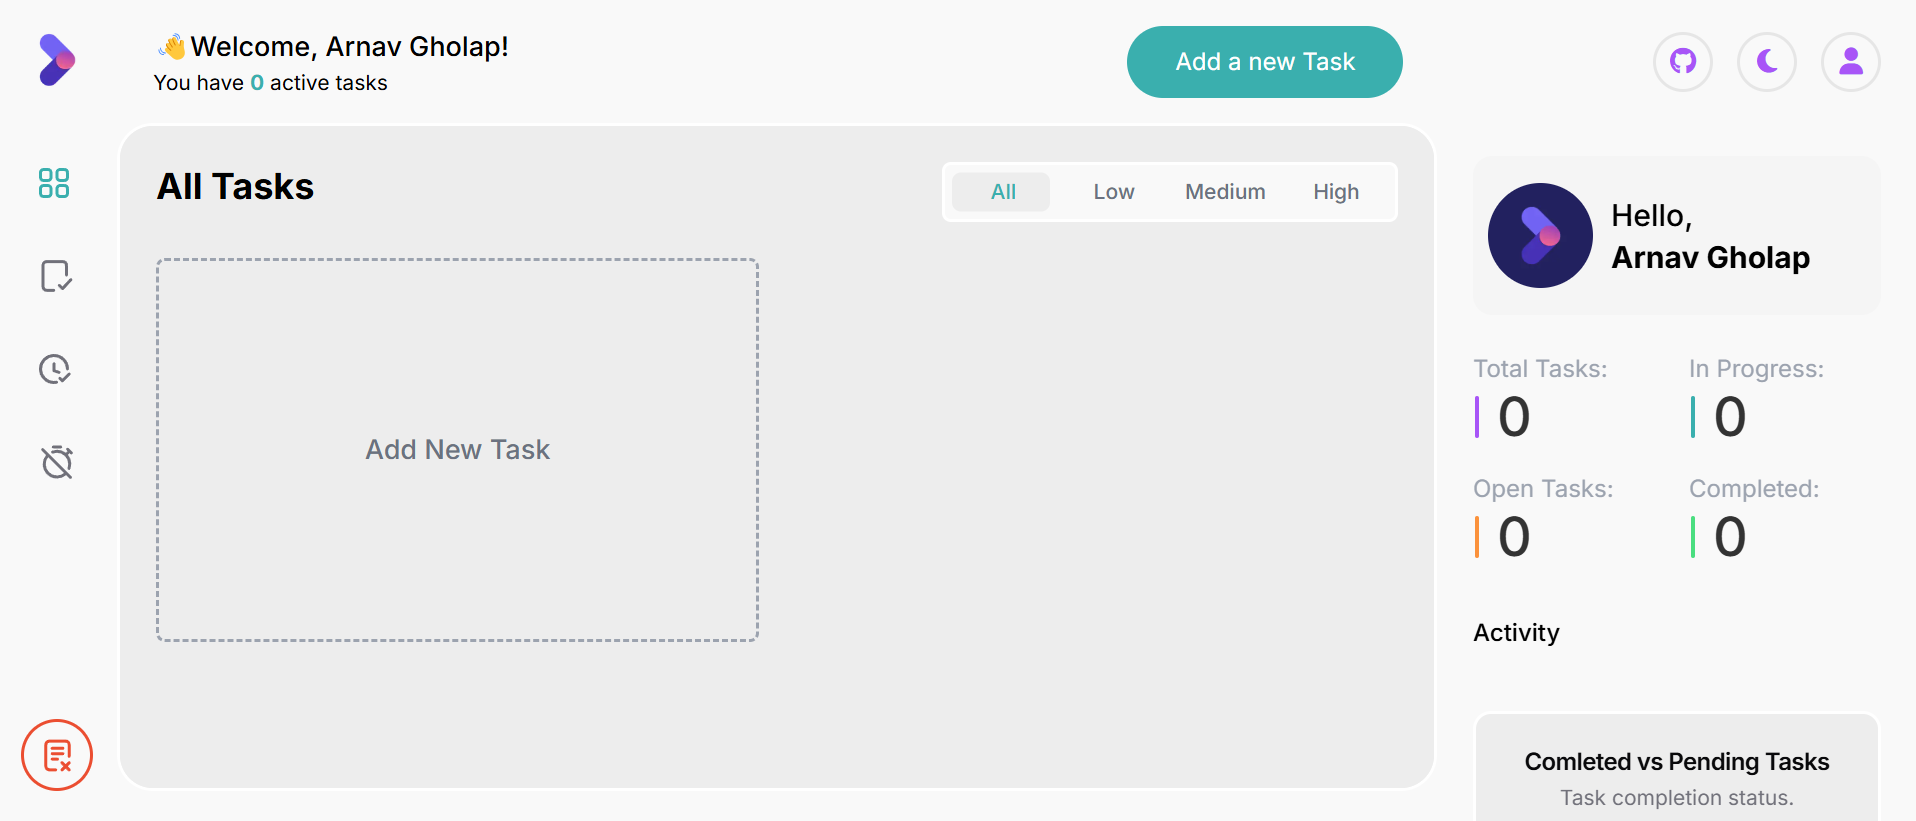 👋Welcome, Arnav Gholap!
You have 0 active tasks
Add a new Task
All Tasks
All
Low
Medium
High
Add New Task
Hello,
Arnav Gholap
Total Tasks:
0
In Progress:
0
Open Tasks:
0
Completed:
0
Activity
Comleted vs Pending Tasks
Task completion status.